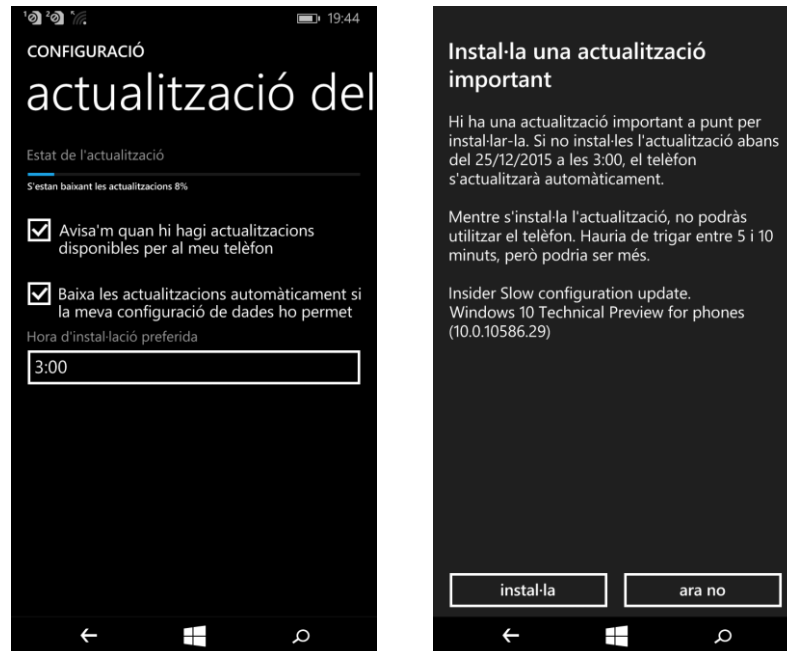 19:44
CONFIGURACIÓ
actualització del
Estat de l'actualització
S'estan baixant les actualitzacions 8%
Avisa'm quan hi hagi actualitzacions
disponibles per al meu telèfon
Baixa les actualitzacions automàticament si
la meva configuració de dades ho permet
Hora d'instal·lació preferida
3:00
Instal·la una actualització
important
Hi ha una actualització important a punt per
instal·lar-la. Si no instal·les l'actualització abans
del 25/12/2015 a les 3:00, el telèfon
s'actualitzarà automàticament.
Mentre s'instal·la l'actualització, no podràs
utilitzar el telèfon. Hauria de trigar entre 5 i 10
minuts, però podria ser més.
Insider Slow configuration update.
Windows 10 Technical Preview for phones
(10.0.10586.29)
instal·la
ara no